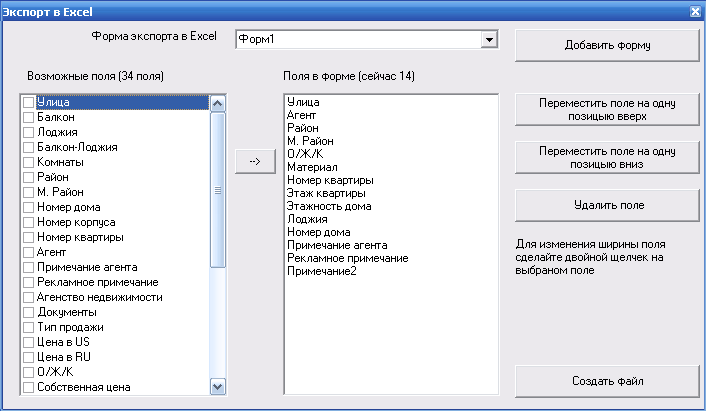 Экспорт в Excel
Форма экспорта в Excel
Форм1
Добавить форму
Возможные поля (34 поля)
Поля в форме (сейчас 14)
Улица
Балкон
Лоджия
Балкон-Лоджия
Комнаты
Район
М. Район
Номер дома
Номер корпуса
Номер квартиры
Агент
Примечание агента
Рекламное примечание
Агенство недвижимости
Документы
Тип продажи
Цена в US
Цена в RU
О/Ж/К
Собственная цена
-->
Улица
Агент
Район
М. Район
О/Ж/К
Материал
Номер квартиры
Этаж квартиры
Этажность дома
Лоджия
Номер дома
Примечание агента
Рекламное примечание
Примечание2
Переместить поле на одну
позицыю вверх
Переместить поле на одну
позицыю вниз
Удалить поле
Для изменения ширины поля
сделайте двойной щелчек на
выбраном поле
Создать файл